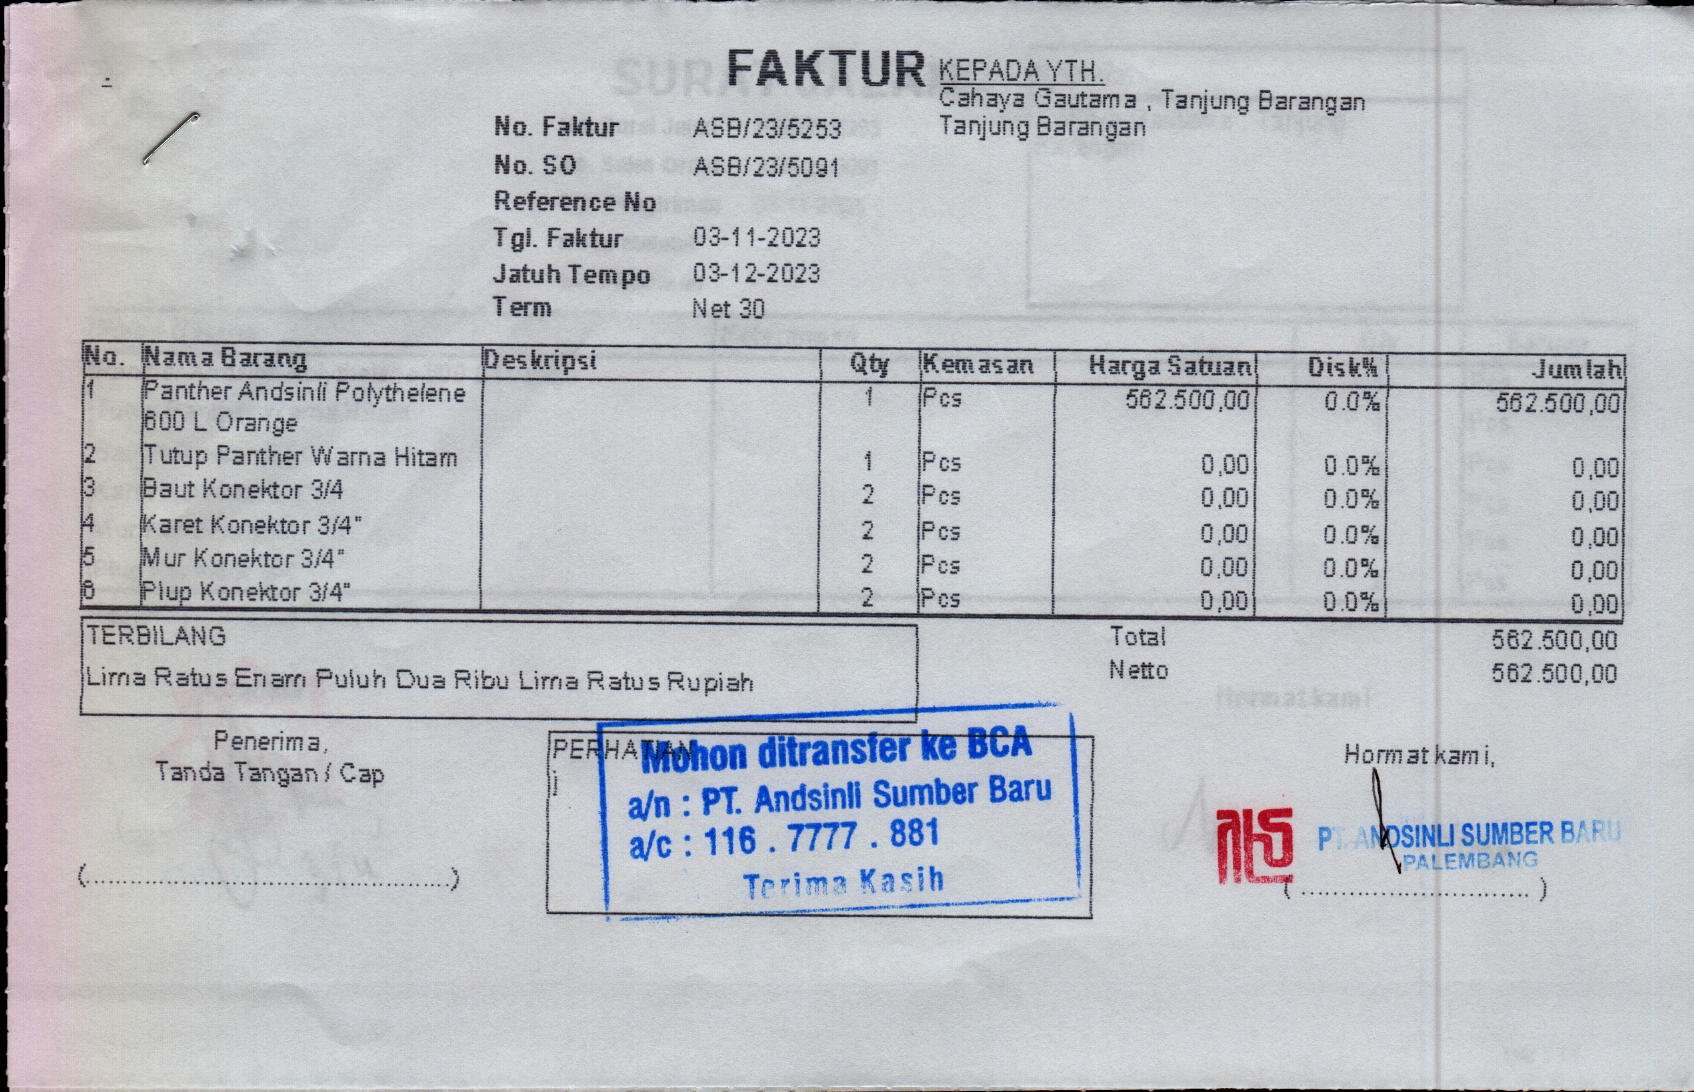 FAKTUR
KEPADA YTH.
Cahaya Gautama , Tanjung Barangan
Tanjung Barangan
No. Faktur ASB/23/5253
No. SO ASB/23/5091
Reference No
Tgl. Faktur 03-11-2023
Jatuh Tempo 03-12-2023
Term Net 30
No. Nama Barang Deskripsi Qty Kemasan Harga Satuan Disk% Jumlah
1 Panther Andsinli Polythelene 1 Pcs 562.500,00 0.0% 562.500,00
600 L Orange
2 Tutup Panther Warna Hitam 1 Pcs 0,00 0.0% 0,00
3 Baut Konektor 3/4 2 Pcs 0,00 0.0% 0,00
4 Karet Konektor 3/4" 2 Pcs 0,00 0.0% 0,00
5 Mur Konektor 3/4" 2 Pcs 0,00 0.0% 0,00
6 Plup Konektor 3/4" 2 Pcs 0,00 0.0% 0,00
TERBILANG
Lima Ratus Enam Puluh Dua Ribu Lima Ratus Rupiah
Total 562.500,00
Netto 562.500,00
Penerima,
Tanda Tangan / Cap
(..................................................)
PERHATIAN
Mohon ditransfer ke BCA
a/n : PT. Andsinli Sumber Baru
a/c : 116 . 7777 . 881
Terima Kasih
Hormat kami,
PT. ANDSINLI SUMBER BARU
PALEMBANG
(..............................)